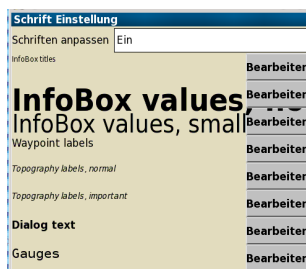 Schrift Einstellung
Schriften anpassen Ein
InfoBox titles
Bearbeiten
InfoBox values, no
Bearbeiten
InfoBox values, small
Bearbeiten
Waypoint labels
Bearbeiten
Topography labels, normal
Bearbeiten
Topography labels, important
Bearbeiten
Dialog text
Bearbeiten
Gauges
Bearbeiten